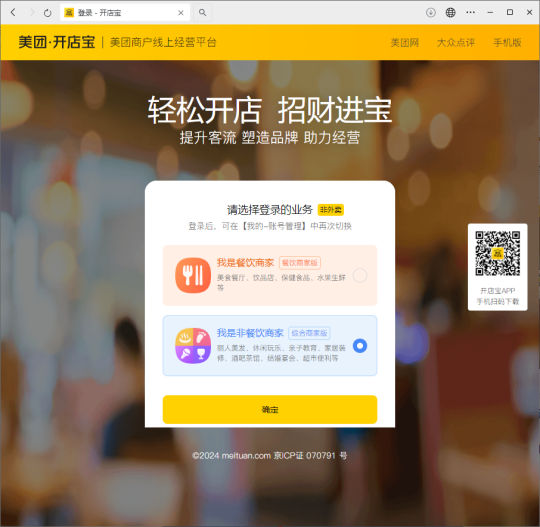 登录 - 开店宝
美团·开店宝 | 美团商户线上经营平台
美团网 大众点评 手机版
轻松开店 招财进宝
提升客流 塑造品牌 助力经营
请选择登录的业务 非外卖
登录后，可在【我的-账号管理】中再次切换
我是餐饮商家 餐饮商家版
美食餐厅、饮品店、保健食品、水果生鲜
等
我是非餐饮商家 综合商家版
丽人美发、休闲玩乐、亲子教育、家居装
修、酒吧茶馆、结婚宴会、超市便利等
确定
开店宝APP
手机扫码下载
©2024 meituan.com 京ICP证 070791 号